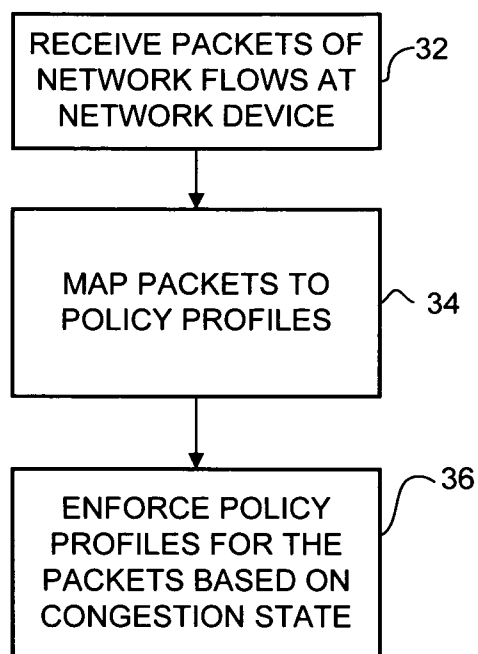 RECEIVE PACKETS OF
NETWORK FLOWS AT
NETWORK DEVICE
32
MAP PACKETS TO
POLICY PROFILES
34
ENFORCE POLICY
PROFILES FOR THE
PACKETS BASED ON
CONGESTION STATE
36